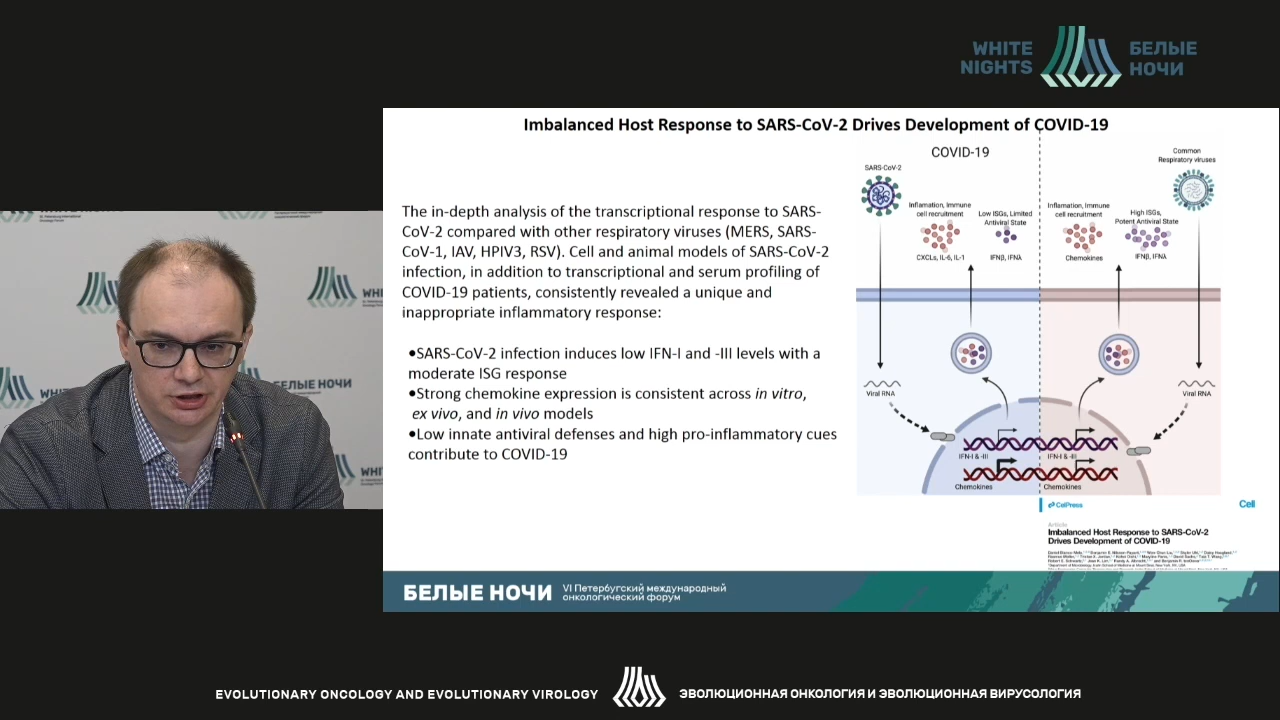 WHITE
NIGHTS
БЕЛЫЕ
НОЧИ
Imbalanced Host Response to SARS-CoV-2 Drives Development of COVID-19
The in-depth analysis of the transcriptional response to SARS-
CoV-2 compared with other respiratory viruses (MERS, SARS-
CoV-1, IAV, HPIV3, RSV). Cell and animal models of SARS-CoV-2
infection, in addition to transcriptional and serum profiling of
COVID-19 patients, consistently revealed a unique and
inappropriate inflammatory response:
●SARS-CoV-2 infection induces low IFN-I and -III levels with a
moderate ISG response
●Strong chemokine expression is consistent across in vitro,
ex vivo, and in vivo models
●Low innate antiviral defenses and high pro-inflammatory cues
contribute to COVID-19
COVID-19
SARS-CoV-2
Inflamation, Immune
cell recruitment
Low ISGs, Limited
Antiviral State
CXCLs, IL-6, IL-1
IFNβ, IFNλ
Common
Respiratory viruses
Inflamation, Immune
cell recruitment
High ISGs,
Potent Antiviral State
Chemokines
IFNβ, IFNλ
Viral RNA
Viral RNA
IFN-I & -III
IFN-I & -III
Chemokines
Chemokines
CelPress
Cell
Article
Imbalanced Host Response to SARS-CoV-2
Drives Development of COVID-19
WHITE
NIGHTS
БЕЛЫЕ НОЧИ
БЕЛЫЕ НОЧИ
VI Петербугский международный
онкологический форум
EVOLUTIONARY ONCOLOGY AND EVOLUTIONARY VIROLOGY
ЭВОЛЮЦИОННАЯ ОНКОЛОГИЯ И ЭВОЛЮЦИОННАЯ ВИРУСОЛОГИЯ